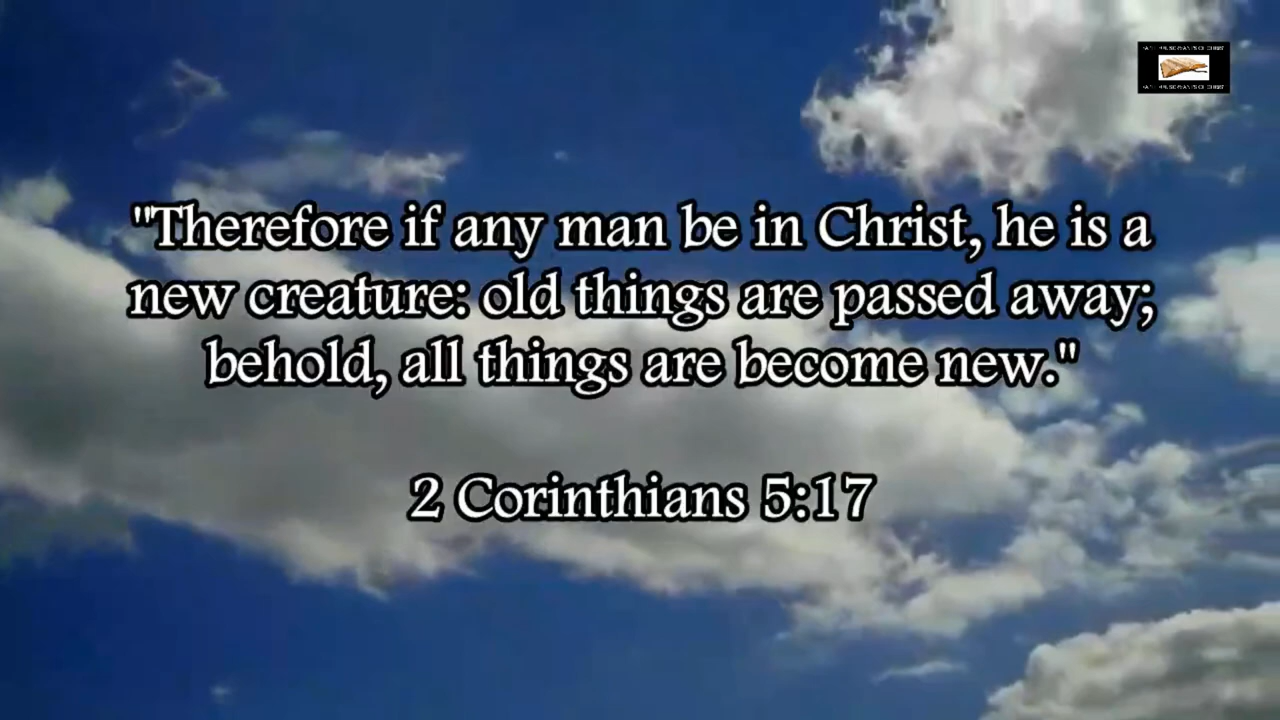 "Therefore if any man be in Christ, he is a
new creature: old things are passed away;
behold, all things are become new."
2 Corinthians 5:17